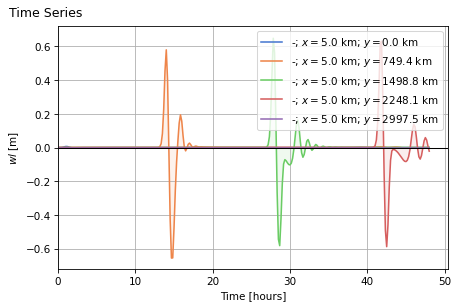 Time Series
wl [m]
0.6
0.4
0.2
0.0
−0.2
−0.4
−0.6
-; x = 5.0 km; y = 0.0 km
-; x = 5.0 km; y = 749.4 km
-; x = 5.0 km; y = 1498.8 km
-; x = 5.0 km; y = 2248.1 km
-; x = 5.0 km; y = 2997.5 km
0 10 20 30 40 50
Time [hours]